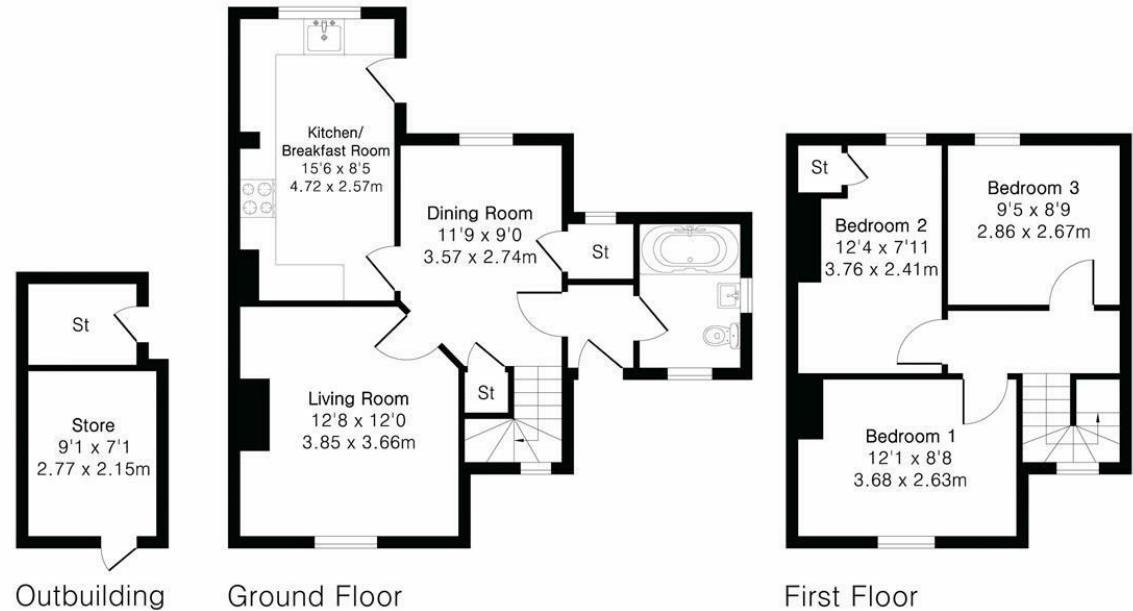 St
Store
9'1 x 7'1
2.77 x 2.15m
Outbuilding
Kitchen/
Breakfast Room
15'6 x 8'5
4.72 x 2.57m
Dining Room
11'9 x 9'0
3.57 x 2.74m
St
St
Living Room
12'8 x 12'0
3.85 x 3.66m
Ground Floor
St
Bedroom 2
12'4 x 7'11
3.76 x 2.41m
Bedroom 3
9'5 x 8'9
2.86 x 2.67m
Bedroom 1
12'1 x 8'8
3.68 x 2.63m
First Floor